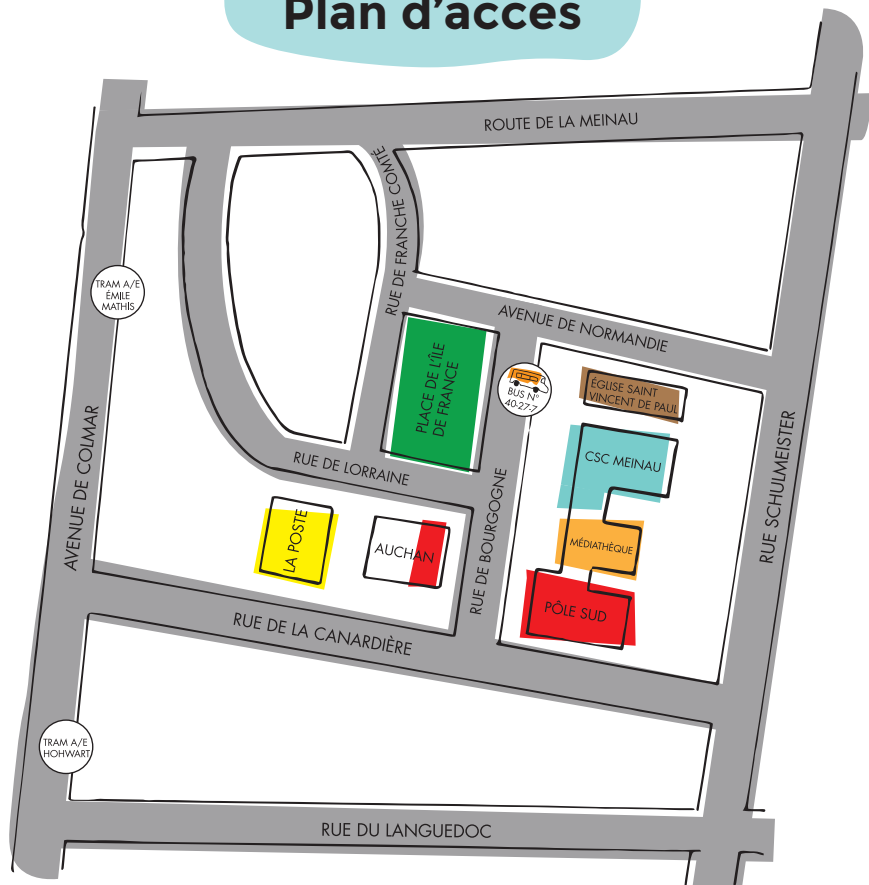 Plan d'accès
ROUTE DE LA MEINAU
RUE DE FRANCHE COMTÉ
TRAM A/E
ÉMILE
MATHIS
AVENUE DE NORMANDIE
PLACE DE L'ÎLE
DE FRANCE
BUS N°
40-27-7
ÉGLISE SAINT
VINCENT DE PAUL
CSC MEINAU
AVENUE DE COLMAR
RUE DE LORRAINE
RUE SCHULMEISTER
LA POSTE
AUCHAN
RUE DE BOURGOGNE
MÉDIATHÈQUE
PÔLE SUD
RUE DE LA CANARDIÈRE
TRAM A/E
HOHWART
RUE DU LANGUEDOC